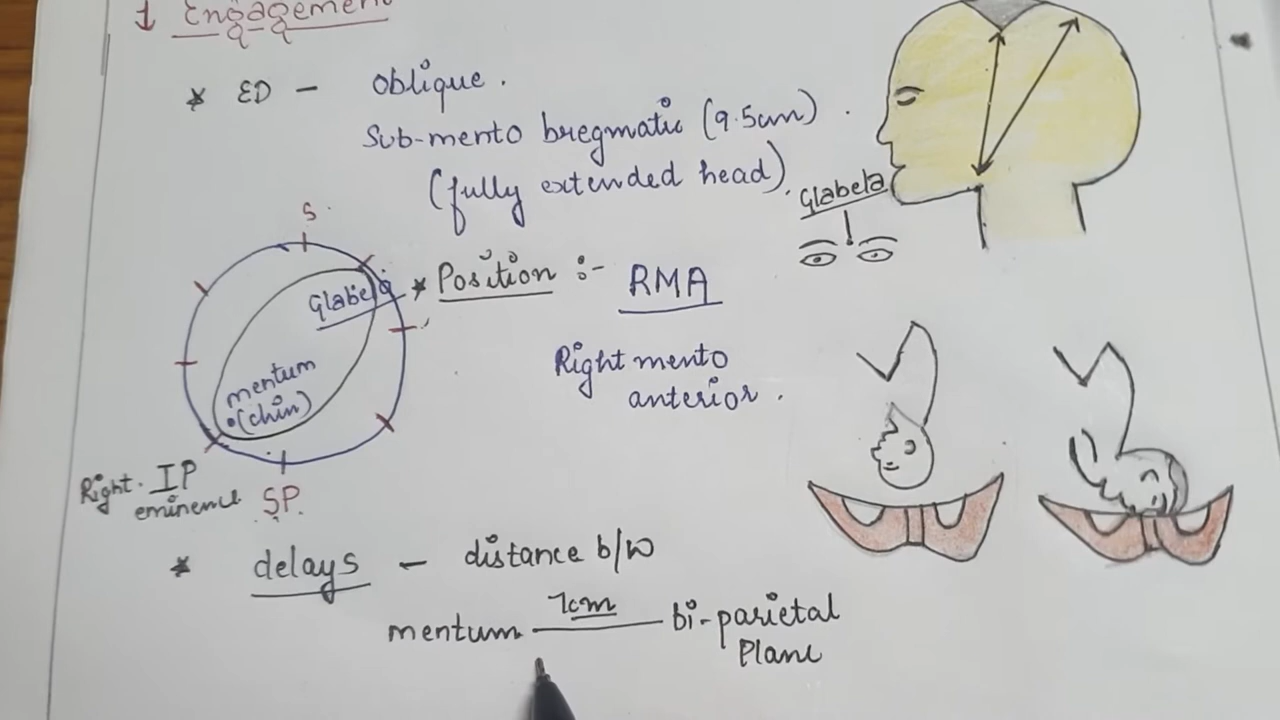 1 Engagement
* ED - oblique.
Sub-mento bregmatic (9.5cm).
(fully extended head).
Glabela
S
* Position :- RMA
Glabela
Right mento
anterior.
mentum
(chin)
Right. IP
eminence
SP.
* delays - distance b/w
7cm
mentum bi-parietal
Plane